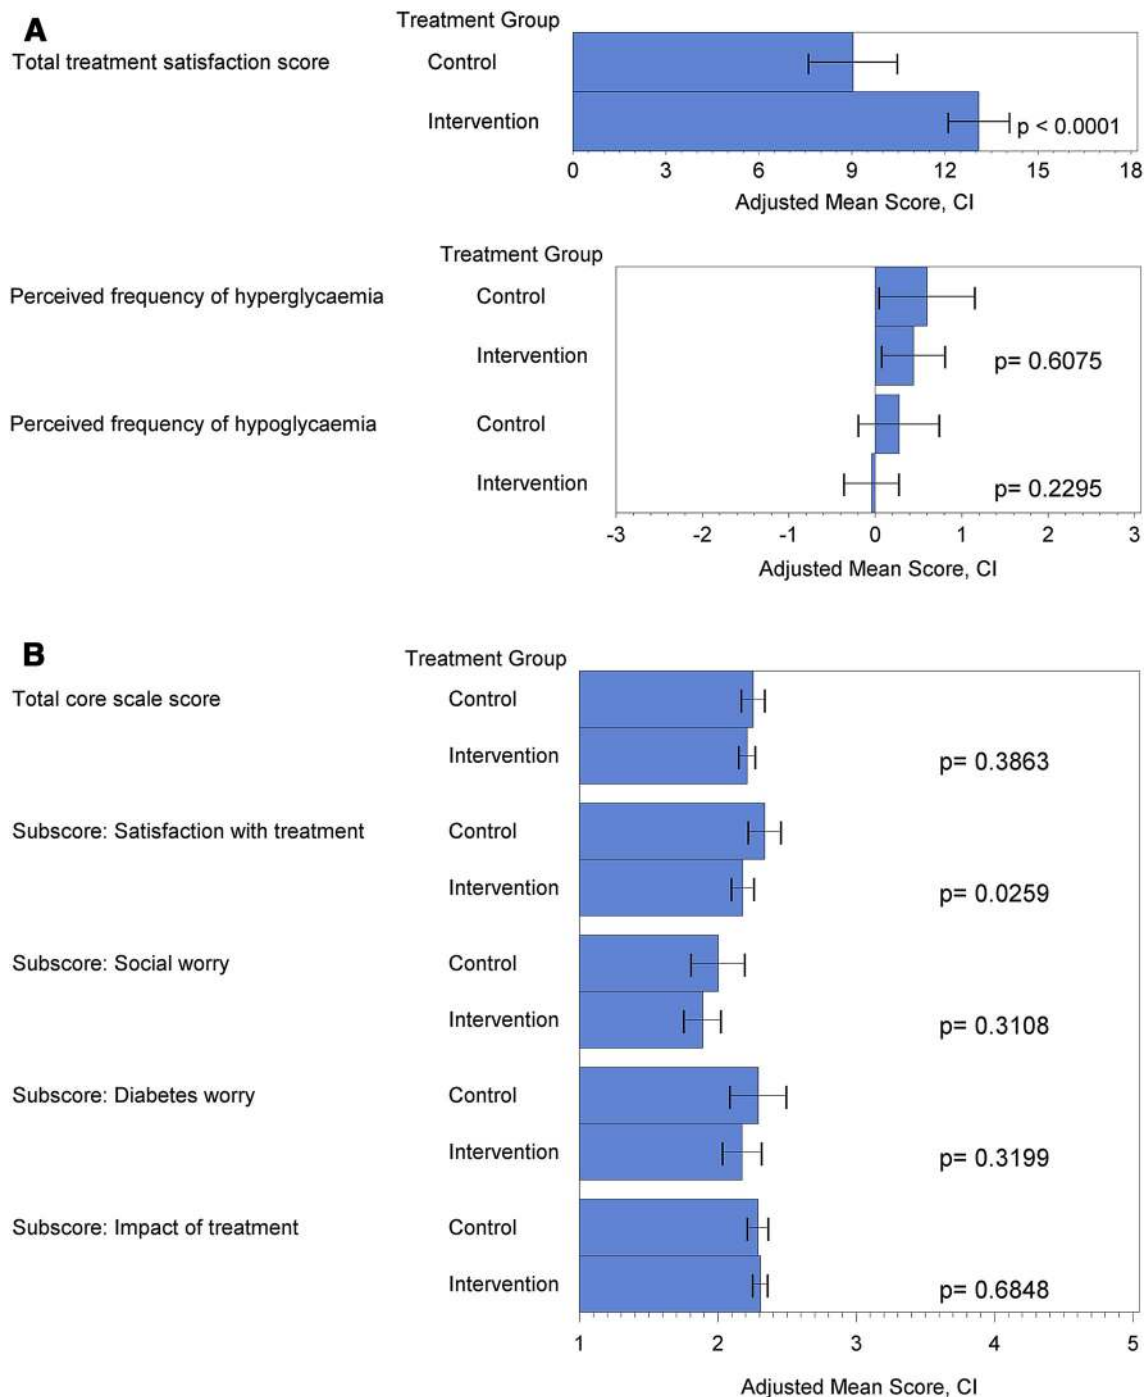 A
Treatment Group
Total treatment satisfaction score
Control
Intervention
p < 0.0001
0 3 6 9 12 15 18
Adjusted Mean Score, CI
Treatment Group
Perceived frequency of hyperglycaemia
Control
Intervention
p= 0.6075
Perceived frequency of hypoglycaemia
Control
Intervention
p= 0.2295
-3 -2 -1 0 1 2 3
Adjusted Mean Score, CI
B
Treatment Group
Total core scale score
Control
Intervention
p= 0.3863
Subscore: Satisfaction with treatment
Control
Intervention
p= 0.0259
Subscore: Social worry
Control
Intervention
p= 0.3108
Subscore: Diabetes worry
Control
Intervention
p= 0.3199
Subscore: Impact of treatment
Control
Intervention
p= 0.6848
1 2 3 4 5
Adjusted Mean Score, CI